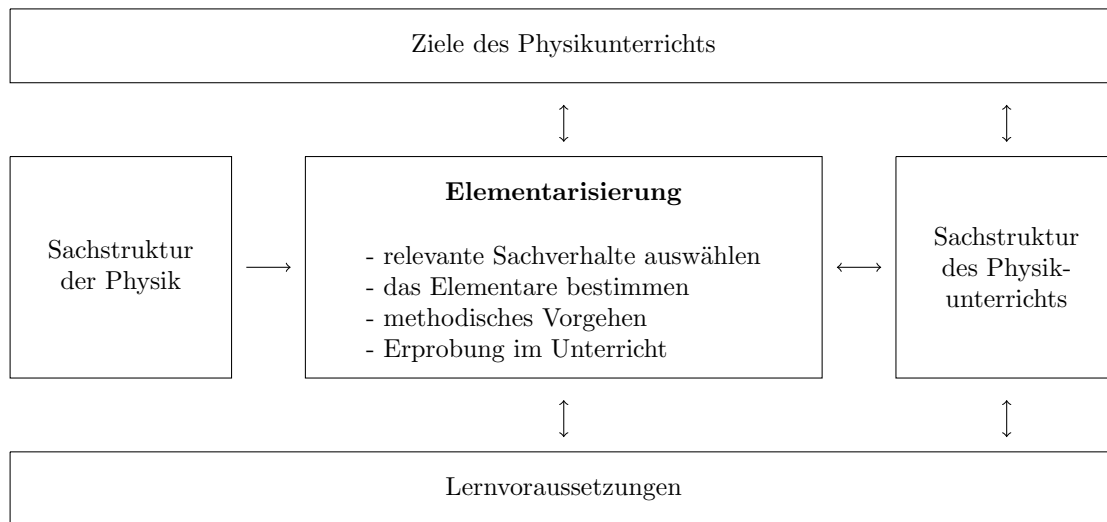 Ziele des Physikunterrichts
Sachstruktur
der Physik
Elementarisierung
- relevante Sachverhalte auswählen
- das Elementare bestimmen
- methodisches Vorgehen
- Erprobung im Unterricht
Sachstruktur
des Physik-
unterrichts
Lernvoraussetzungen